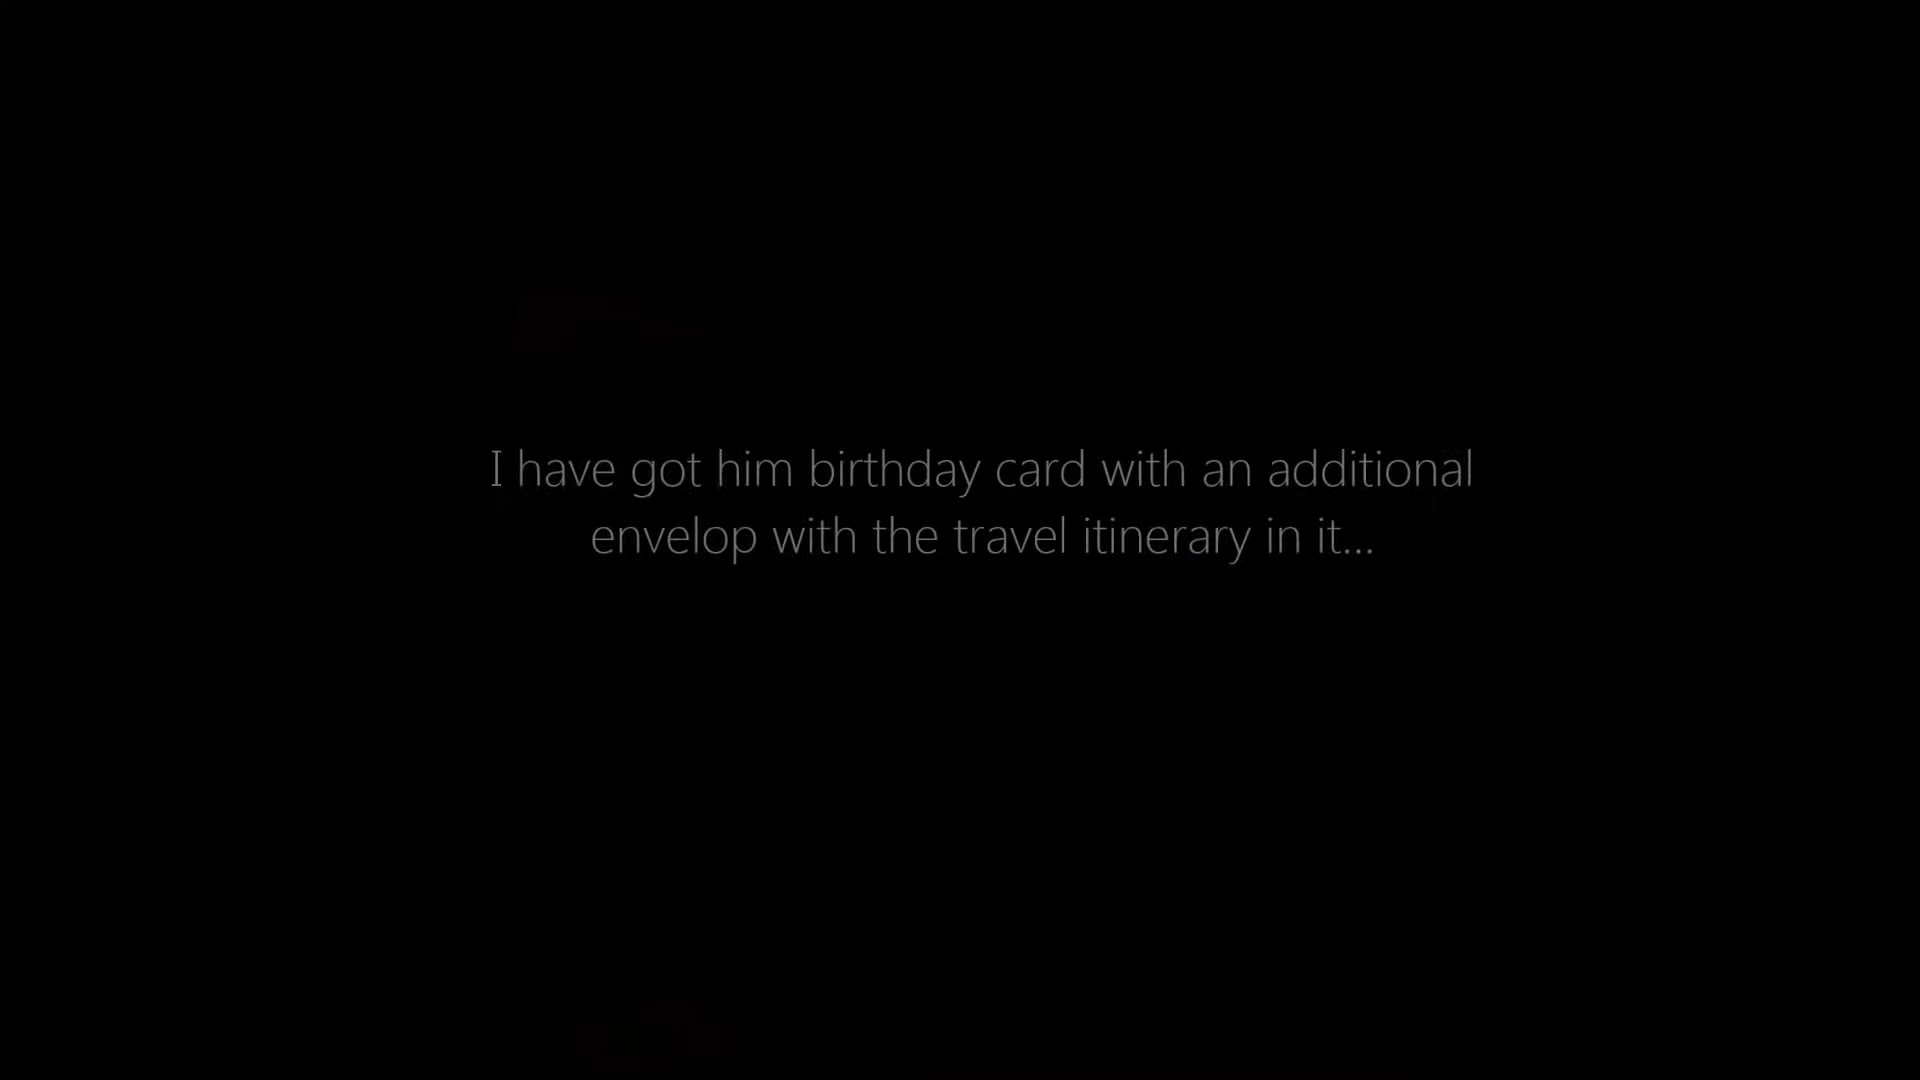 I have got him birthday card with an additional
envelop with the travel itinerary in it...